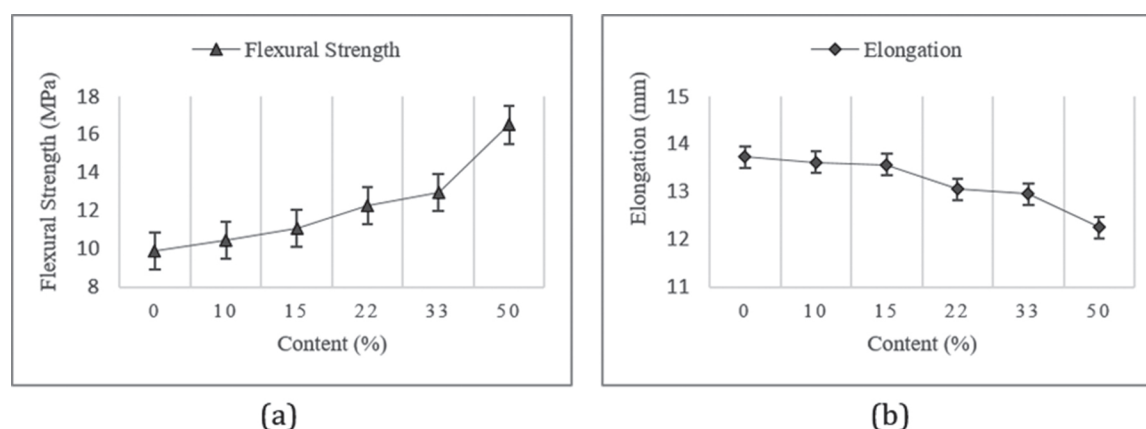 Flexural Strength
Flexural Strength (MPa)
18
16
14
12
10
8
0 10 15 22 33 50
Content (%)
(a)
Elongation
Elongation (mm)
15
14
13
12
11
0 10 15 22 33 50
Content (%)
(b)